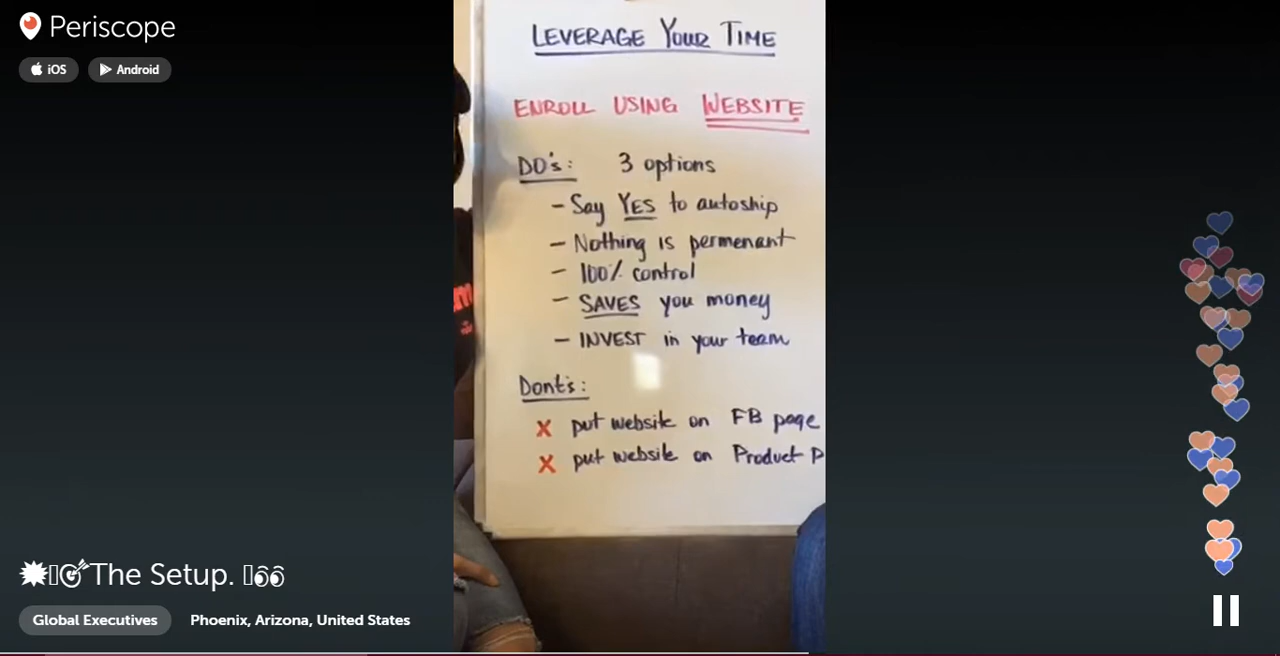 Periscope
iOS
Android
LEVERAGE YOUR TIME
ENROLL USING WEBSITE
DO's: 3 options
- Say YES to autoship
- Nothing is permenant
- 100% control
- SAVES you money
- INVEST in your team
Dont's:
X put website on FB page
X put website on Product P
The Setup.
Global Executives
Phoenix, Arizona, United States